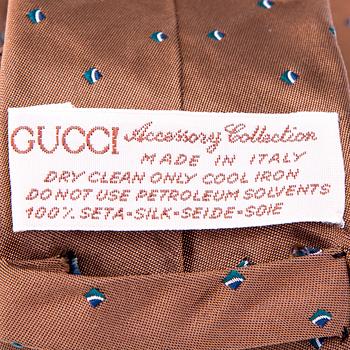 GUCCI Accessory Collection
MADE IN ITALY
DRY CLEAN ONLY COOL IRON
DO NOT USE PETROLEUM SOLVENTS
100% SETA-SILK-SEIDE-SOIE